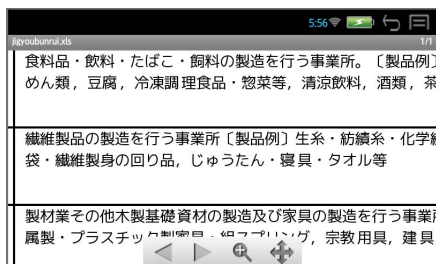 5:56
jigyoubunrui.xls 1/1
食料品・飲料・たばこ・飼料の製造を行う事業所。〔製品例〕
めん類，豆腐，冷凍調理食品・惣菜等，清涼飲料，酒類，茶
繊維製品の製造を行う事業所〔製品例〕生糸・紡績糸・化学繊
袋・繊維製身の回り品，じゅうたん・寝具・タオル等
製材業その他木製基礎資材の製造及び家具の製造を行う事業所
属製・プラスチック製家具・組スプリング，宗教用具，建具